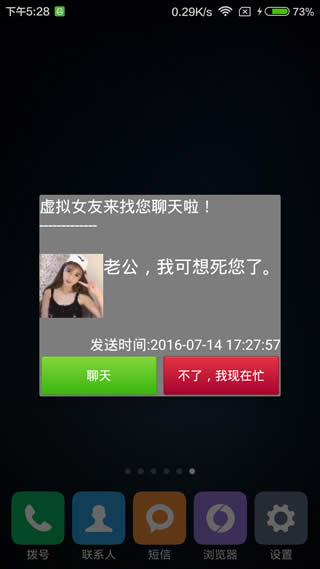 下午5:28
0.29K/s
73%
虚拟女友来找您聊天啦！
-------------
老公，我可想死您了。
发送时间:2016-07-14 17:27:57
聊天
不了，我现在忙
拨号
联系人
短信
浏览器
设置